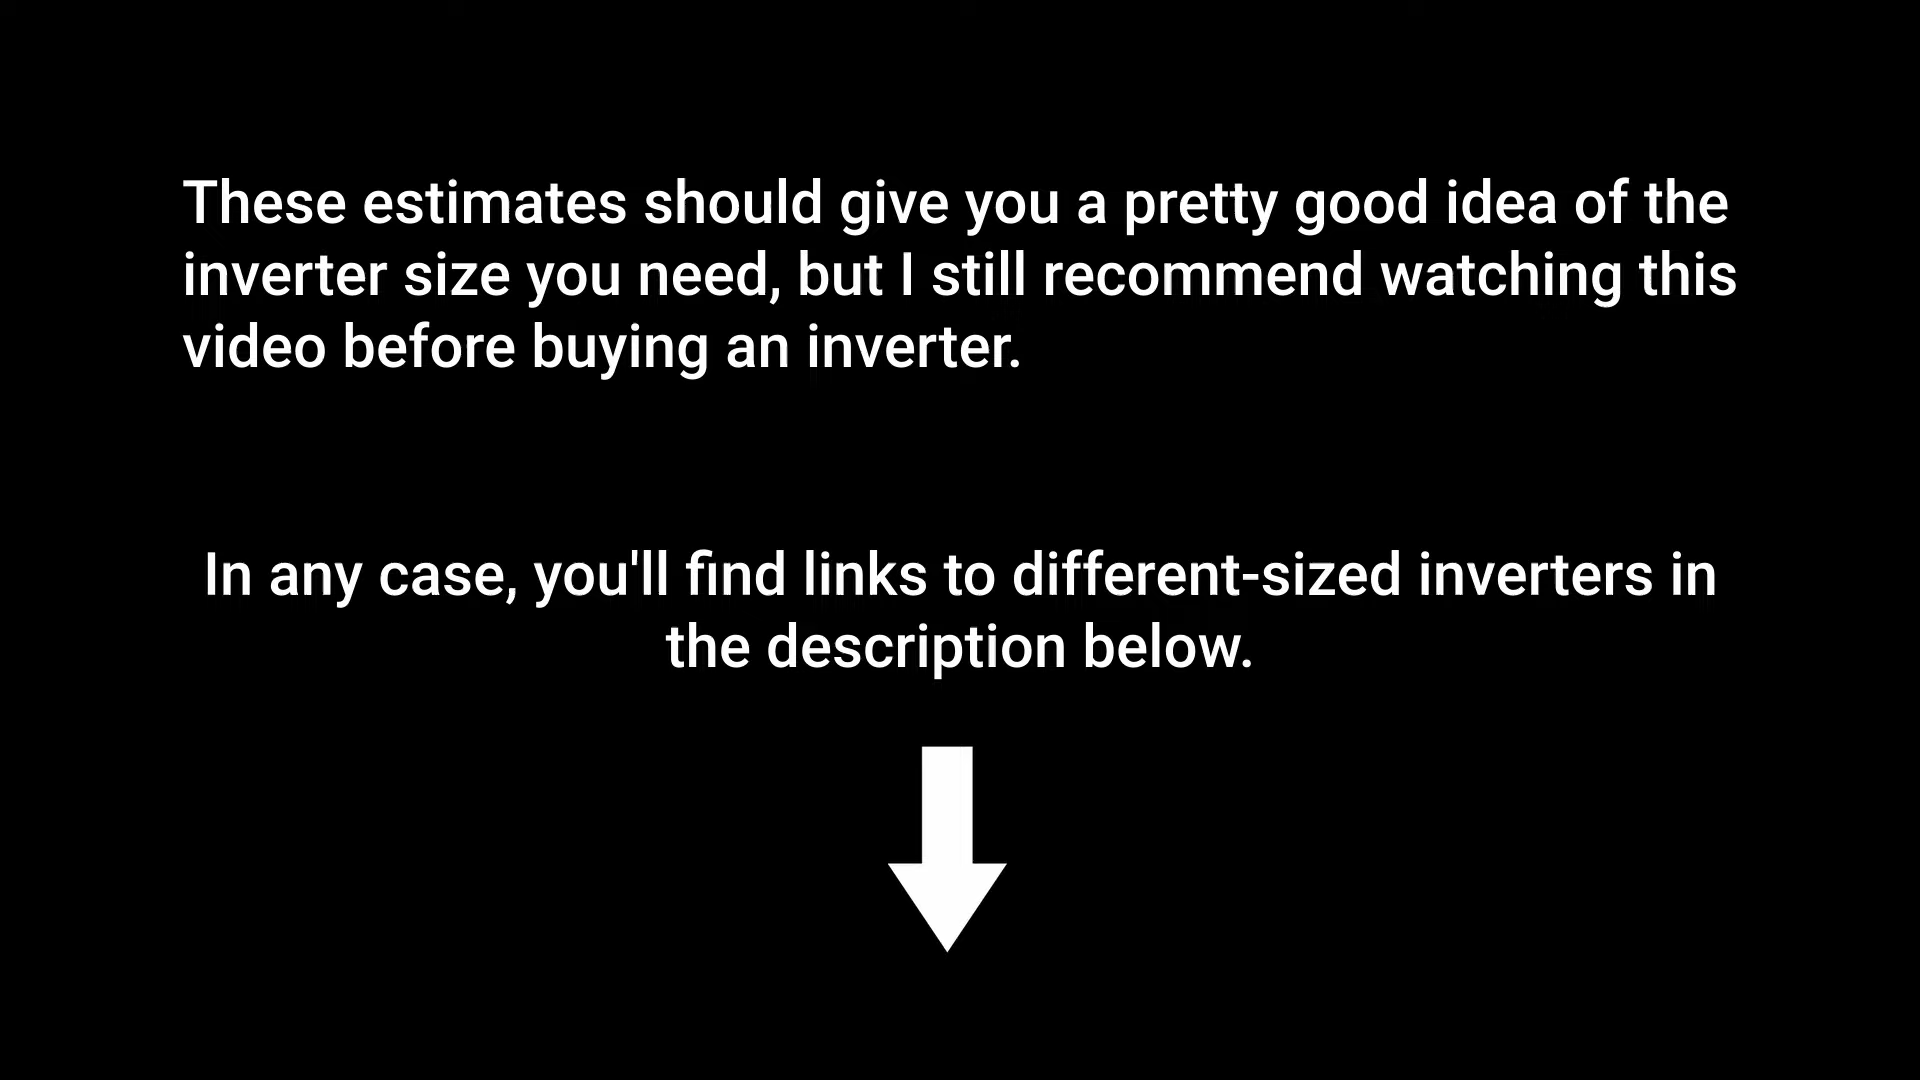 These estimates should give you a pretty good idea of the
inverter size you need, but I still recommend watching this
video before buying an inverter.
In any case, you'll find links to different-sized inverters in
the description below.